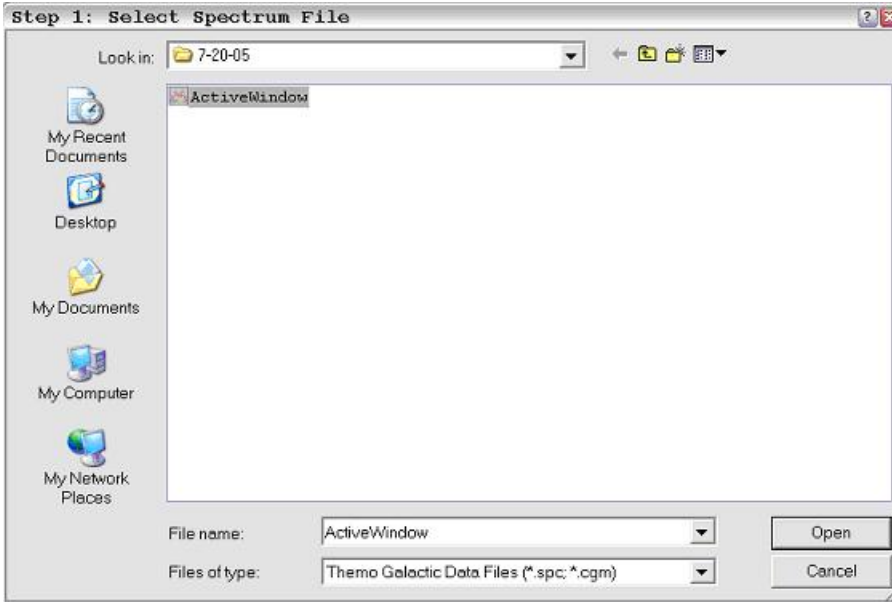 Step 1: Select Spectrum File
Look in: 7-20-05
ActiveWindow
My Recent
Documents
Desktop
My Documents
My Computer
My Network
Places
File name: ActiveWindow Open
Files of type: Themo Galactic Data Files (*.spc; *.cgm) Cancel